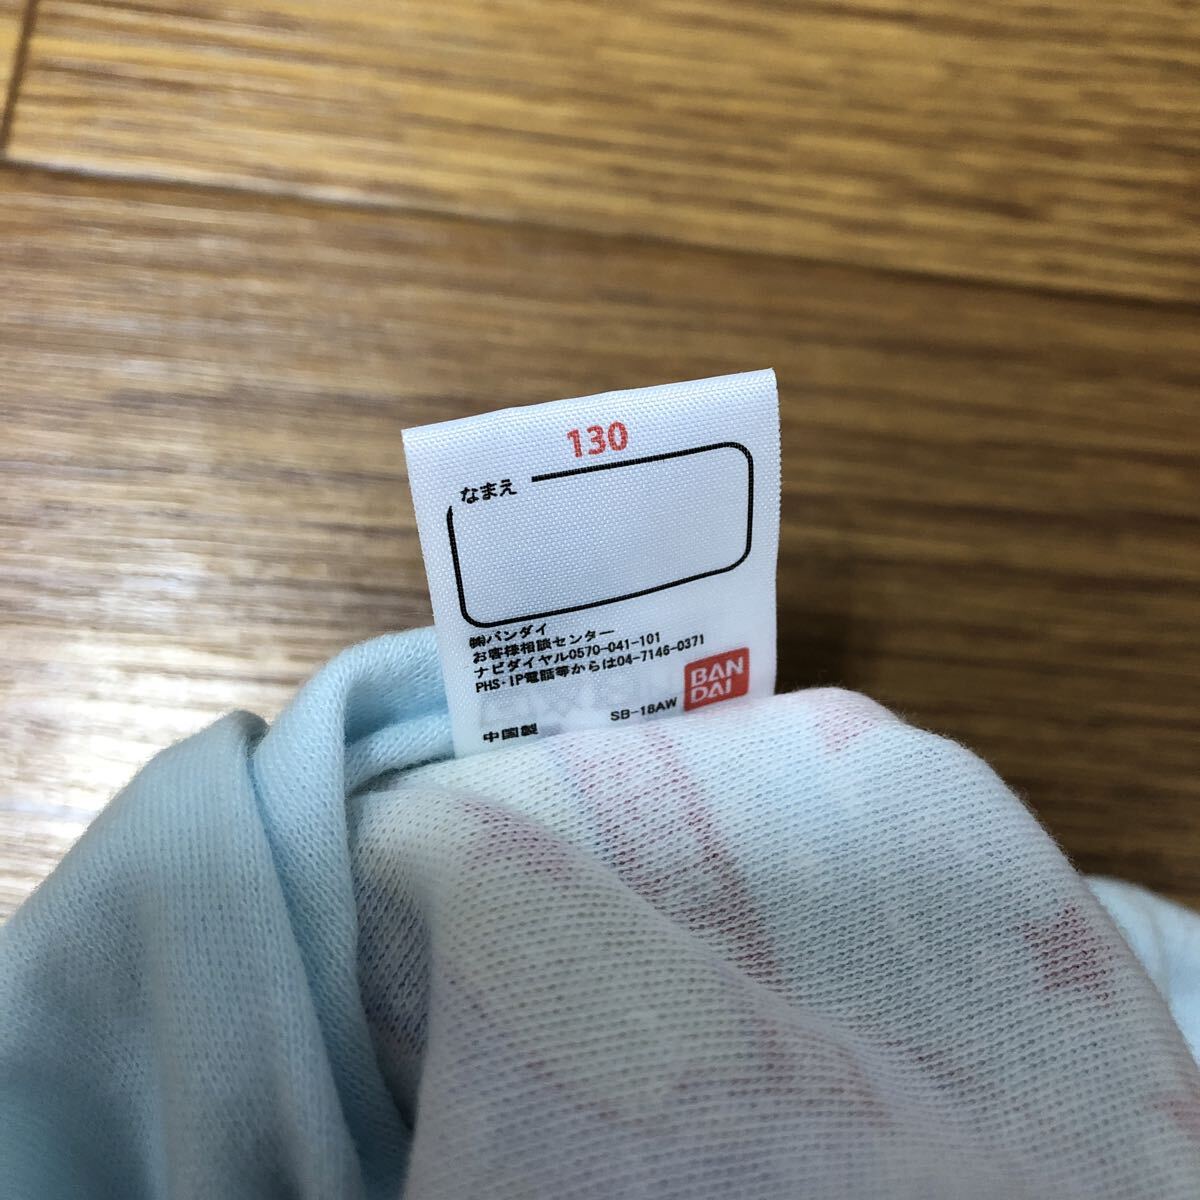 130
なまえ
㈱バンダイ
お客様相談センター
ナビダイヤル0570-041-101
PHS・IP電話等からは04-7146-0371
BAN
DAI
SB-18AW
中国製